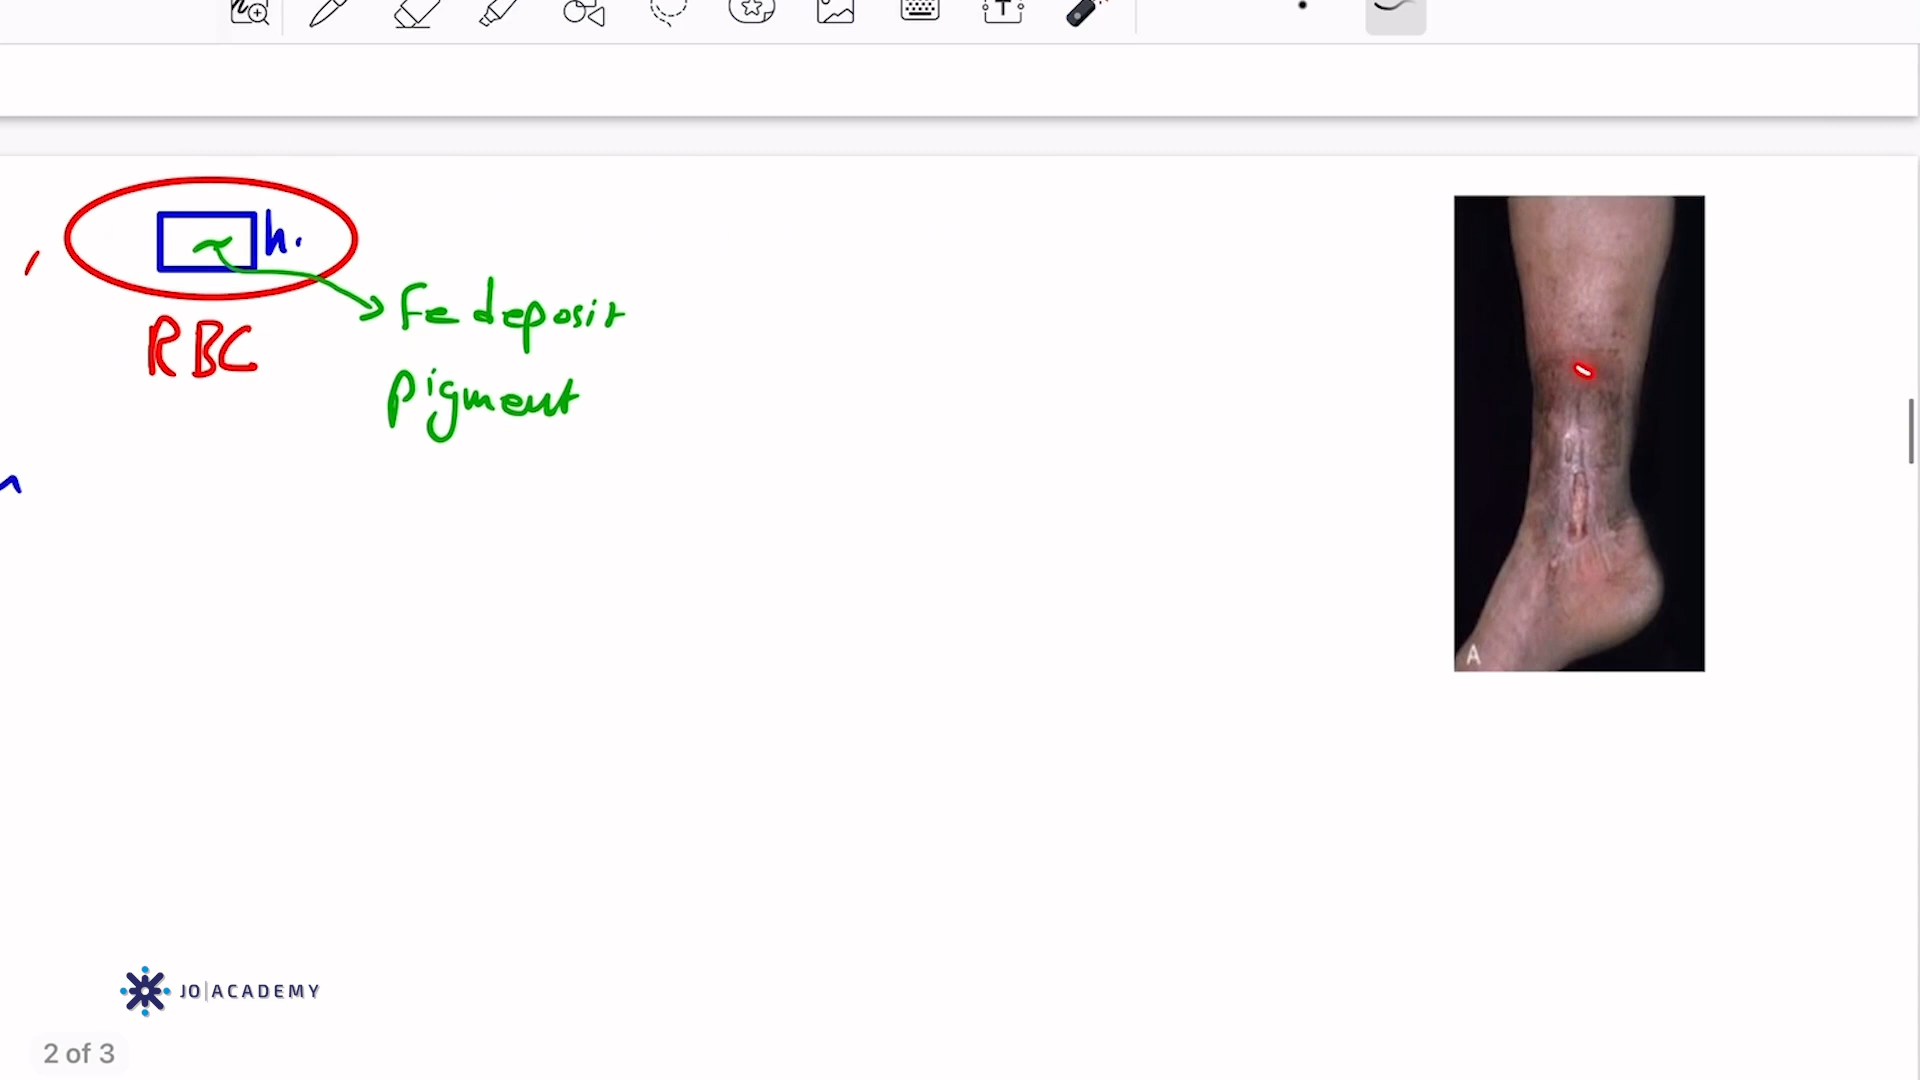 h.
RBC
Fe deposit
pigment
A
JO|ACADEMY
2 of 3